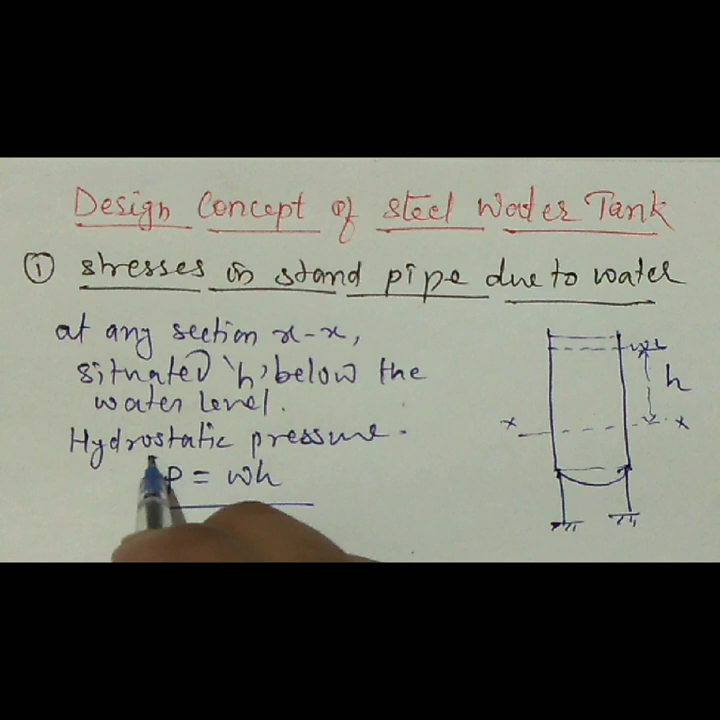 Design Concept of Steel Water Tank
① stresses in stand pipe due to water
at any section x-x,
situated 'h' below the
water level.
Hydrostatic pressure.
P = wh
h
x x